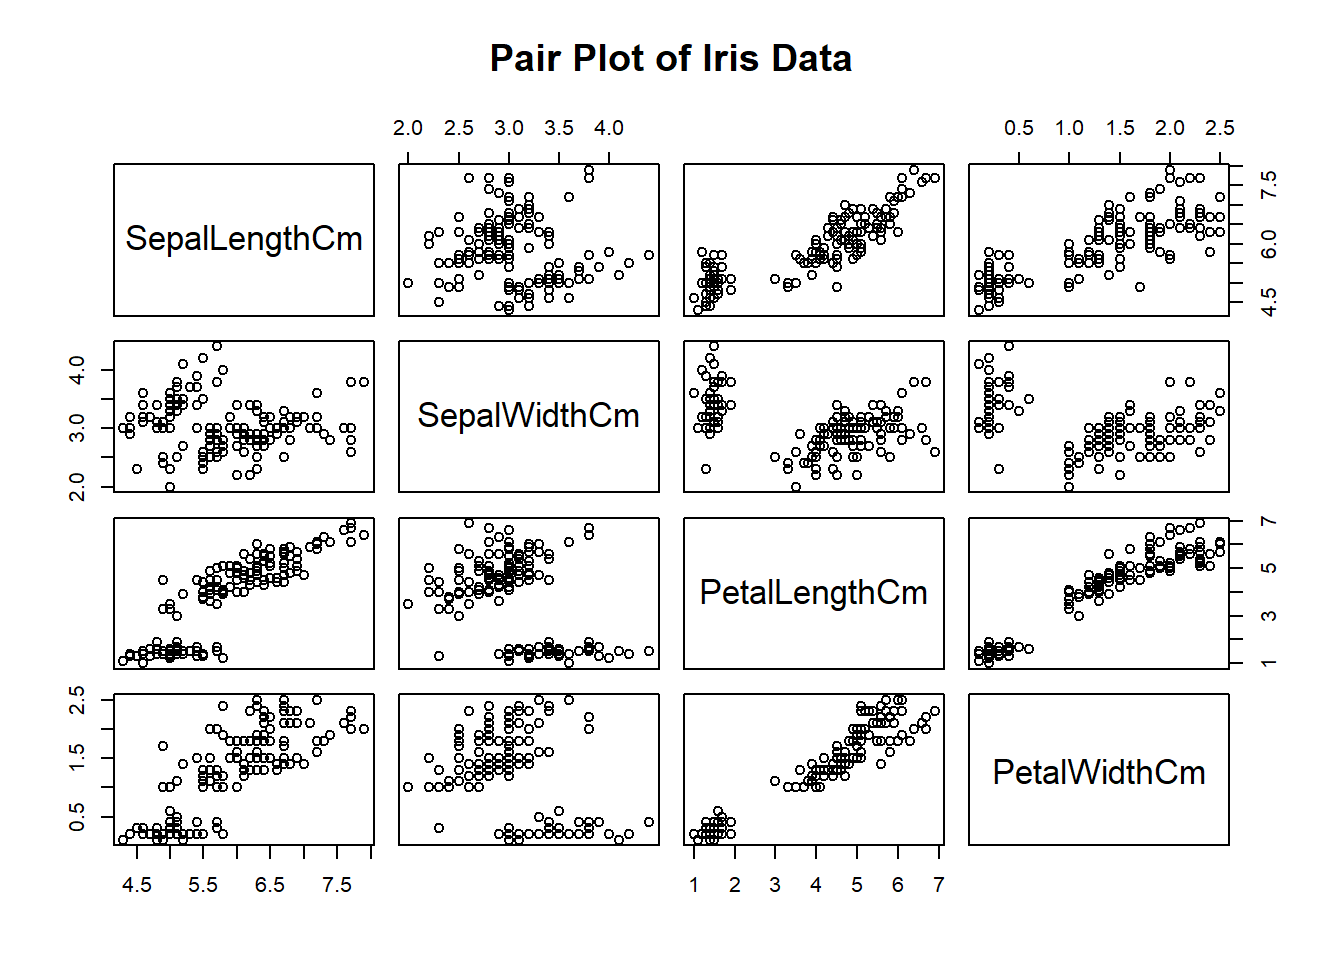 Pair Plot of Iris Data
2.0 2.5 3.0 3.5 4.0
0.5 1.0 1.5 2.0 2.5
SepalLengthCm
4.5 6.0 7.5
2.0 3.0 4.0
SepalWidthCm
PetalLengthCm
1 3 5 7
0.5 1.5 2.5
PetalWidthCm
4.5 5.5 6.5 7.5
1 2 3 4 5 6 7